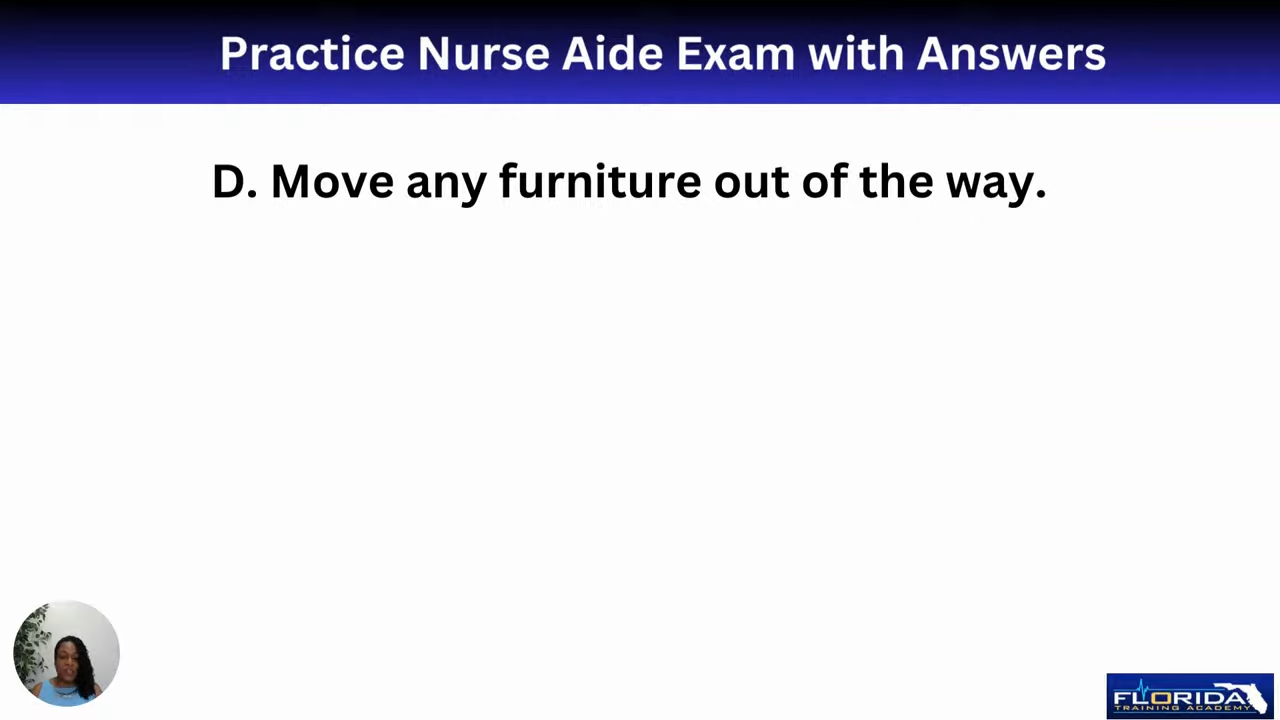 Practice Nurse Aide Exam with Answers
D. Move any furniture out of the way.
FLORIDA
TRAINING ACADEMY